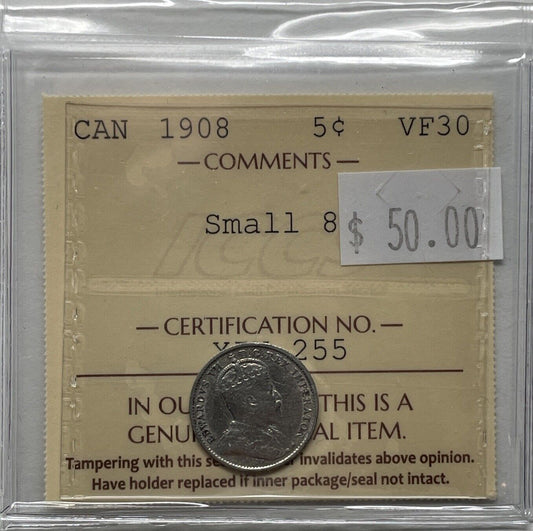 CAN 1908 5¢ VF30
— COMMENTS —
Small 8
$ 50.00
ICCS
— CERTIFICATION NO. —
255
IN OU THIS IS A
GENU AL ITEM.
Tampering with this se invalidates above opinion.
Have holder replaced if inner package/seal not intact.